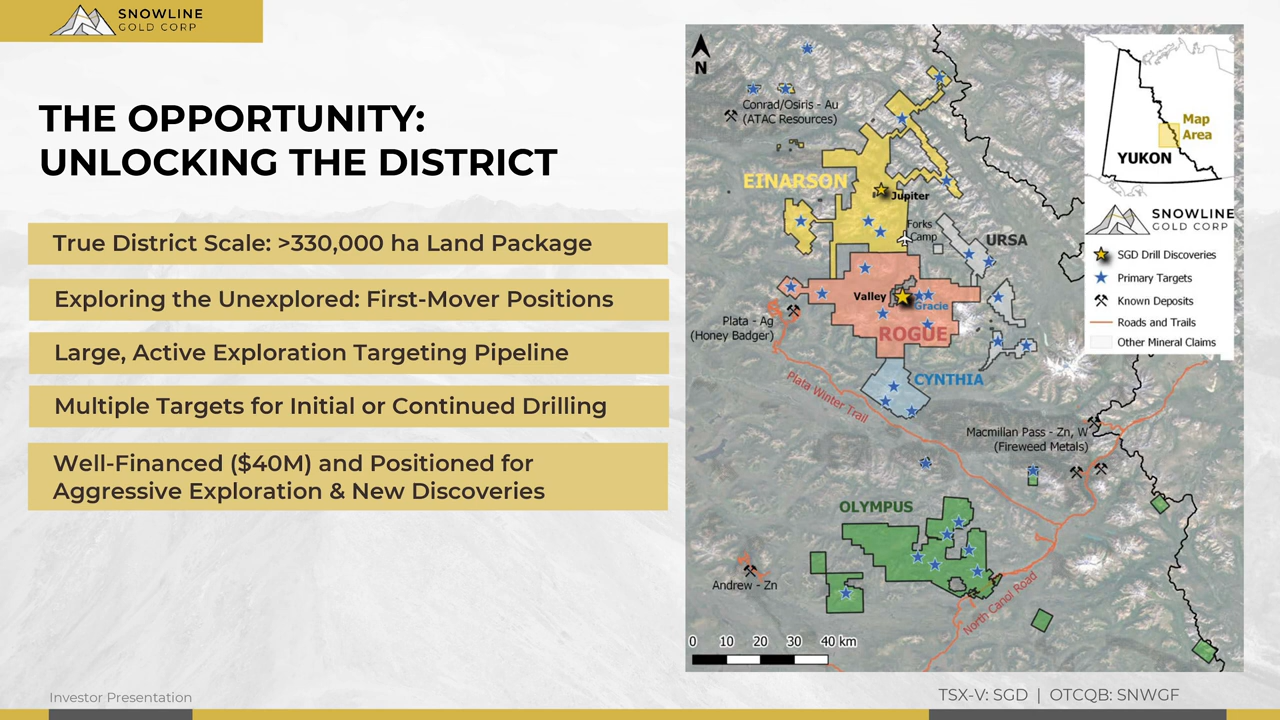 SNOWLINE
GOLD CORP
THE OPPORTUNITY:
UNLOCKING THE DISTRICT
True District Scale: >330,000 ha Land Package
Exploring the Unexplored: First-Mover Positions
Large, Active Exploration Targeting Pipeline
Multiple Targets for Initial or Continued Drilling
Well-Financed ($40M) and Positioned for
Aggressive Exploration & New Discoveries
N
Conrad/Osiris - Au
(ATAC Resources)
EINARSON
Jupiter
Forks
Camp
URSA
Valley
Gracie
Plata - Ag
(Honey Badger)
ROGUE
CYNTHIA
Plata Winter Trail
Macmillan Pass - Zn, W
(Fireweed Metals)
OLYMPUS
Andrew - Zn
North Canol Road
0 10 20 30 40 km
Map
Area
YUKON
SNOWLINE
GOLD CORP
SGD Drill Discoveries
Primary Targets
Known Deposits
Roads and Trails
Other Mineral Claims
Investor Presentation
TSX-V: SGD | OTCQB: SNWGF